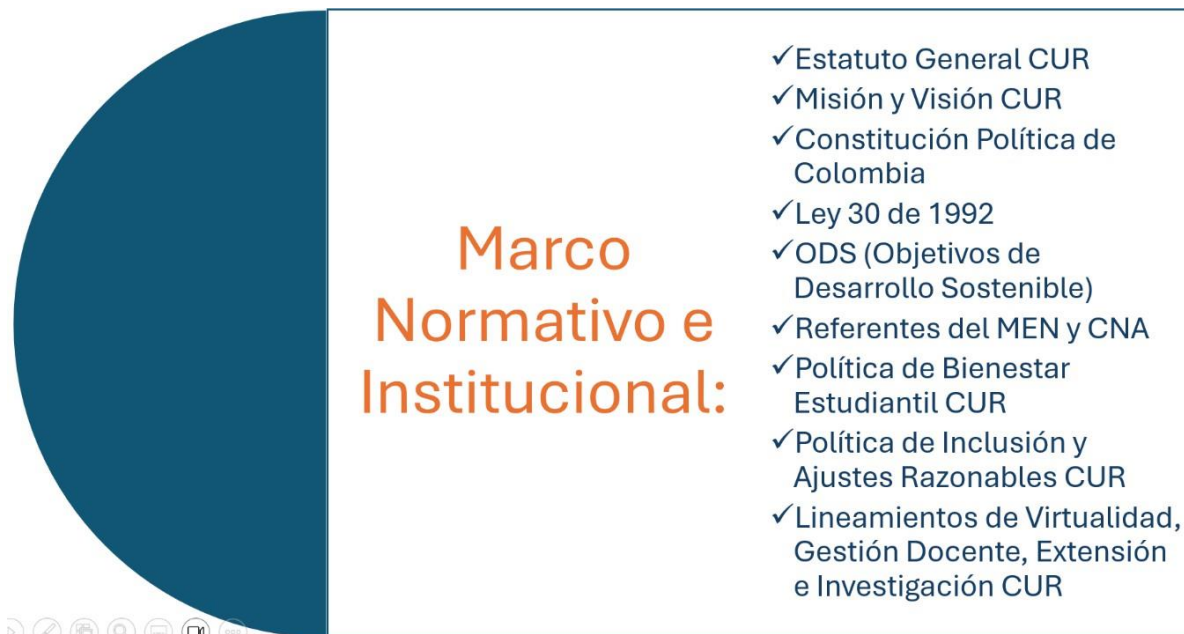 Marco
Normativo e
Institucional:
✓Estatuto General CUR
✓Misión y Visión CUR
✓Constitución Política de
Colombia
✓Ley 30 de 1992
✓ODS (Objetivos de
Desarrollo Sostenible)
✓Referentes del MEN y CNA
✓Política de Bienestar
Estudiantil CUR
✓Política de Inclusión y
Ajustes Razonables CUR
✓Lineamientos de Virtualidad,
Gestión Docente, Extensión
e Investigación CUR